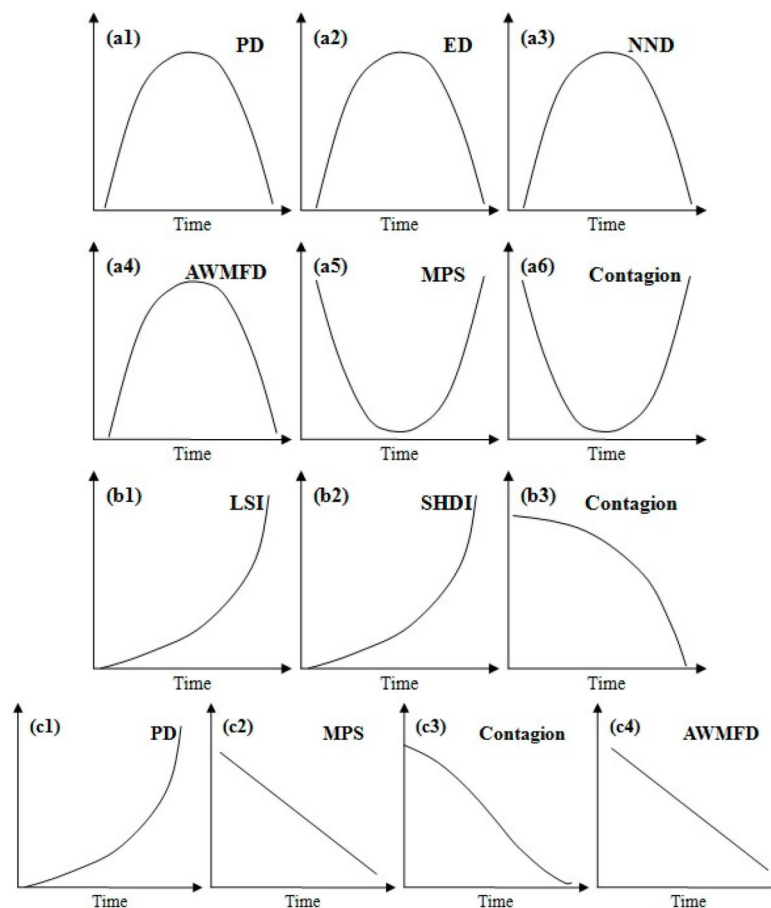 (a1) PD
Time
(a2) ED
Time
(a3) NND
Time
(a4) AWMFD
Time
(a5) MPS
Time
(a6) Contagion
Time
(b1) LSI
Time
(b2) SHDI
Time
(b3) Contagion
Time
(c1) PD
Time
(c2) MPS
Time
(c3) Contagion
Time
(c4) AWMFD
Time